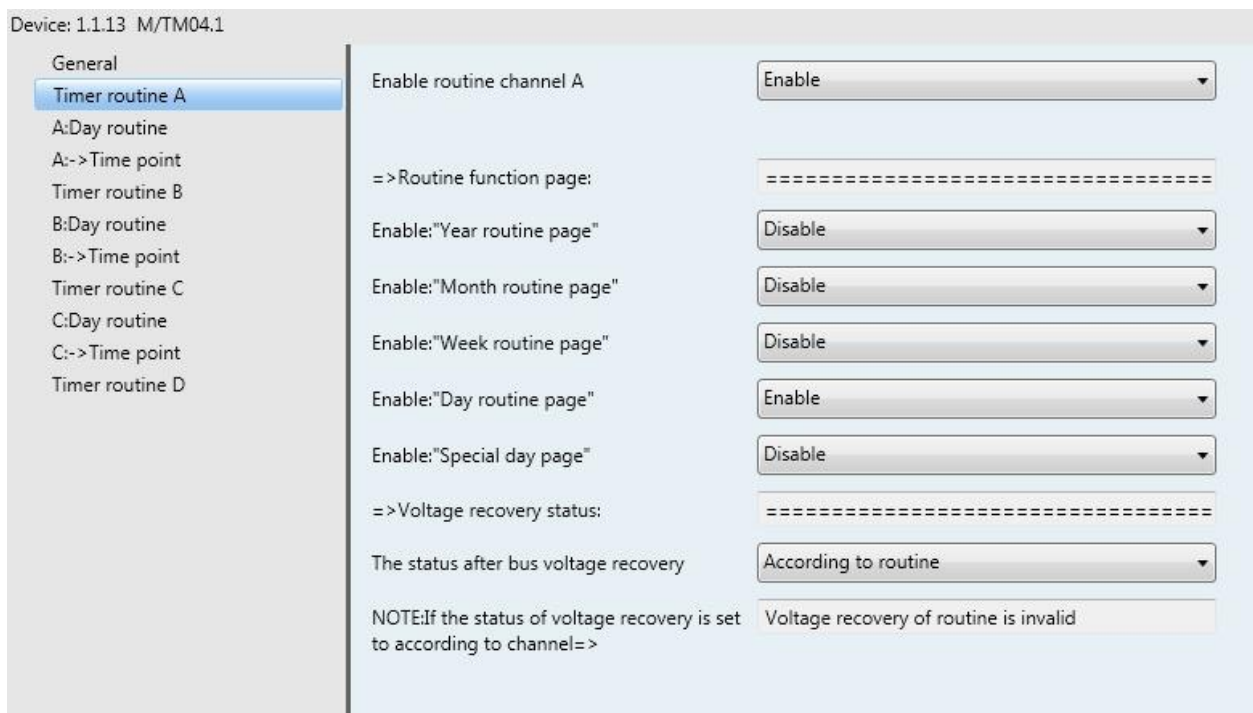 Device: 1.1.13 M/TM04.1
General
Timer routine A
A:Day routine
A:->Time point
Timer routine B
B:Day routine
B:->Time point
Timer routine C
C:Day routine
C:->Time point
Timer routine D
Enable routine channel A
Enable
=>Routine function page:
==================================
Enable:"Year routine page"
Disable
Enable:"Month routine page"
Disable
Enable:"Week routine page"
Disable
Enable:"Day routine page"
Enable
Enable:"Special day page"
Disable
=>Voltage recovery status:
==================================
The status after bus voltage recovery
According to routine
NOTE:If the status of voltage recovery is set
to according to channel=>
Voltage recovery of routine is invalid